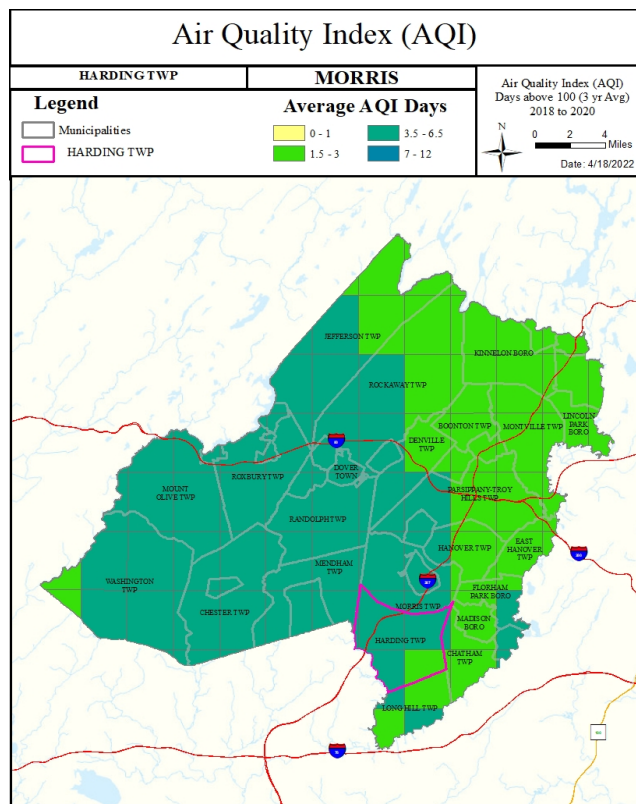 Air Quality Index (AQI)
HARDING TWP
MORRIS
Legend
Municipalities
HARDING TWP
Average AQI Days
0 - 1
1.5 - 3
3.5 - 6.5
7 - 12
Air Quality Index (AQI)
Days above 100 (3 yr Avg)
2018 to 2020
N
0 2 4
Miles
Date: 4/18/2022
JEFFERSON TWP
KINNELON BORO
ROCKAWAY TWP
LINCOLN
PARK
BORO
BOONTON TWP
MONTVILLE TWP
DENVILLE
TWP
DOVER
TOWN
ROXBURY TWP
MOUNT
OLIVE TWP
PARSIPPANY-TROY
HILLS TWP
RANDOLPH TWP
HANOVER TWP
EAST
HANOVER
TWP
MENDHAM
TWP
WASHINGTON
TWP
FLORHAM
PARK BORO
CHESTER TWP
MORRIS TWP
MADISON
BORO
HARDING TWP
CHATHAM
TWP
LONG HILL TWP